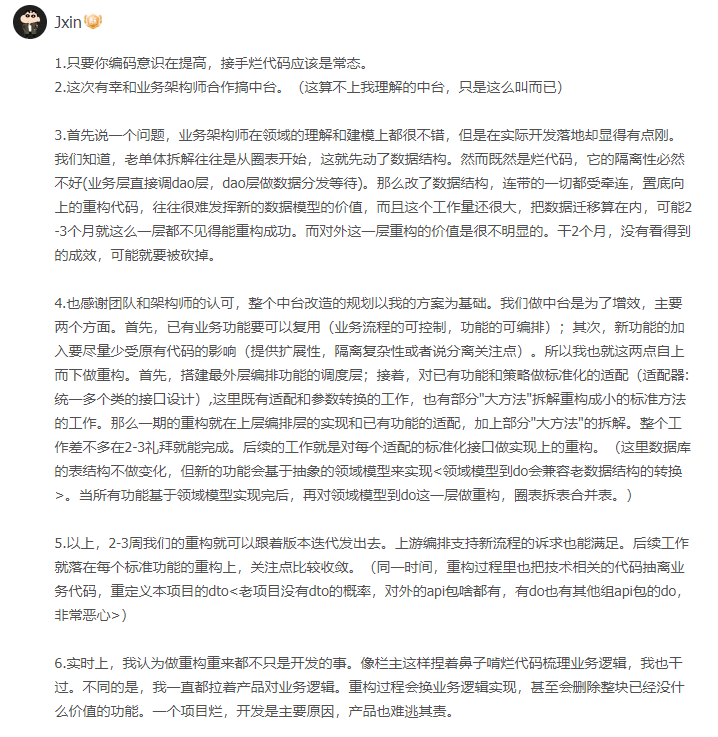 Jxin
1.只要你编码意识在提高，接手烂代码应该是常态。
2.这次有幸和业务架构师合作搞中台。（这算不上我理解的中台，只是这么叫而已）
3.首先说一个问题，业务架构师在领域的理解和建模上都很不错，但是在实际开发落地却显得有点刚。
我们知道，老单体拆解往往是从圈表开始，这就先动了数据结构。然而既然是烂代码，它的隔离性必然
不好(业务层直接调dao层，dao层做数据分发等待)。那么改了数据结构，连带的一切都受牵连，置底向
上的重构代码，往往很难发挥新的数据模型的价值，而且这个工作量还很大，把数据迁移算在内，可能2
-3个月就这么一层都不见得能重构成功。而对外这一层重构的价值是很不明显的。干2个月，没有看得到
的成效，可能就要被砍掉。
4.也感谢团队和架构师的认可，整个中台改造的规划以我的方案为基础。我们做中台是为了增效，主要
两个方面。首先，已有业务功能要可以复用（业务流程的可控制，功能的可编排）；其次，新功能的加
入要尽量少受原有代码的影响（提供扩展性，隔离复杂性或者说分离关注点）。所以我也就这两点自上
而下做重构。首先，搭建最外层编排功能的调度层；接着，对已有功能和策略做标准化的适配（适配器:
统一多个类的接口设计）,这里既有适配和参数转换的工作，也有部分"大方法"拆解重构成小的标准方法
的工作。那么一期的重构就在上层编排层的实现和已有功能的适配，加上部分"大方法"的拆解。整个工
作差不多在2-3礼拜就能完成。后续的工作就是对每个适配的标准化接口做实现上的重构。（这里数据库
的表结构不做变化，但新的功能会基于抽象的领域模型来实现<领域模型到do会兼容老数据结构的转换
>。当所有功能基于领域模型实现完后，再对领域模型到do这一层做重构，圈表拆表合并表。）
5.以上，2-3周我们的重构就可以跟着版本迭代发出去。上游编排支持新流程的诉求也能满足。后续工作
就落在每个标准功能的重构上，关注点比较收敛。（同一时间，重构过程里也把技术相关的代码抽离业
务代码，重定义本项目的dto<老项目没有dto的概率，对外的api包啥都有，有do也有其他组api包的do，
非常恶心>）
6.实时上，我认为做重构重来都不只是开发的事。像栏主这样捏着鼻子啃烂代码梳理业务逻辑，我也干
过。不同的是，我一直都拉着产品对业务逻辑。重构过程会换业务逻辑实现，甚至会删除整块已经没什
么价值的功能。一个项目烂，开发是主要原因，产品也难逃其责。